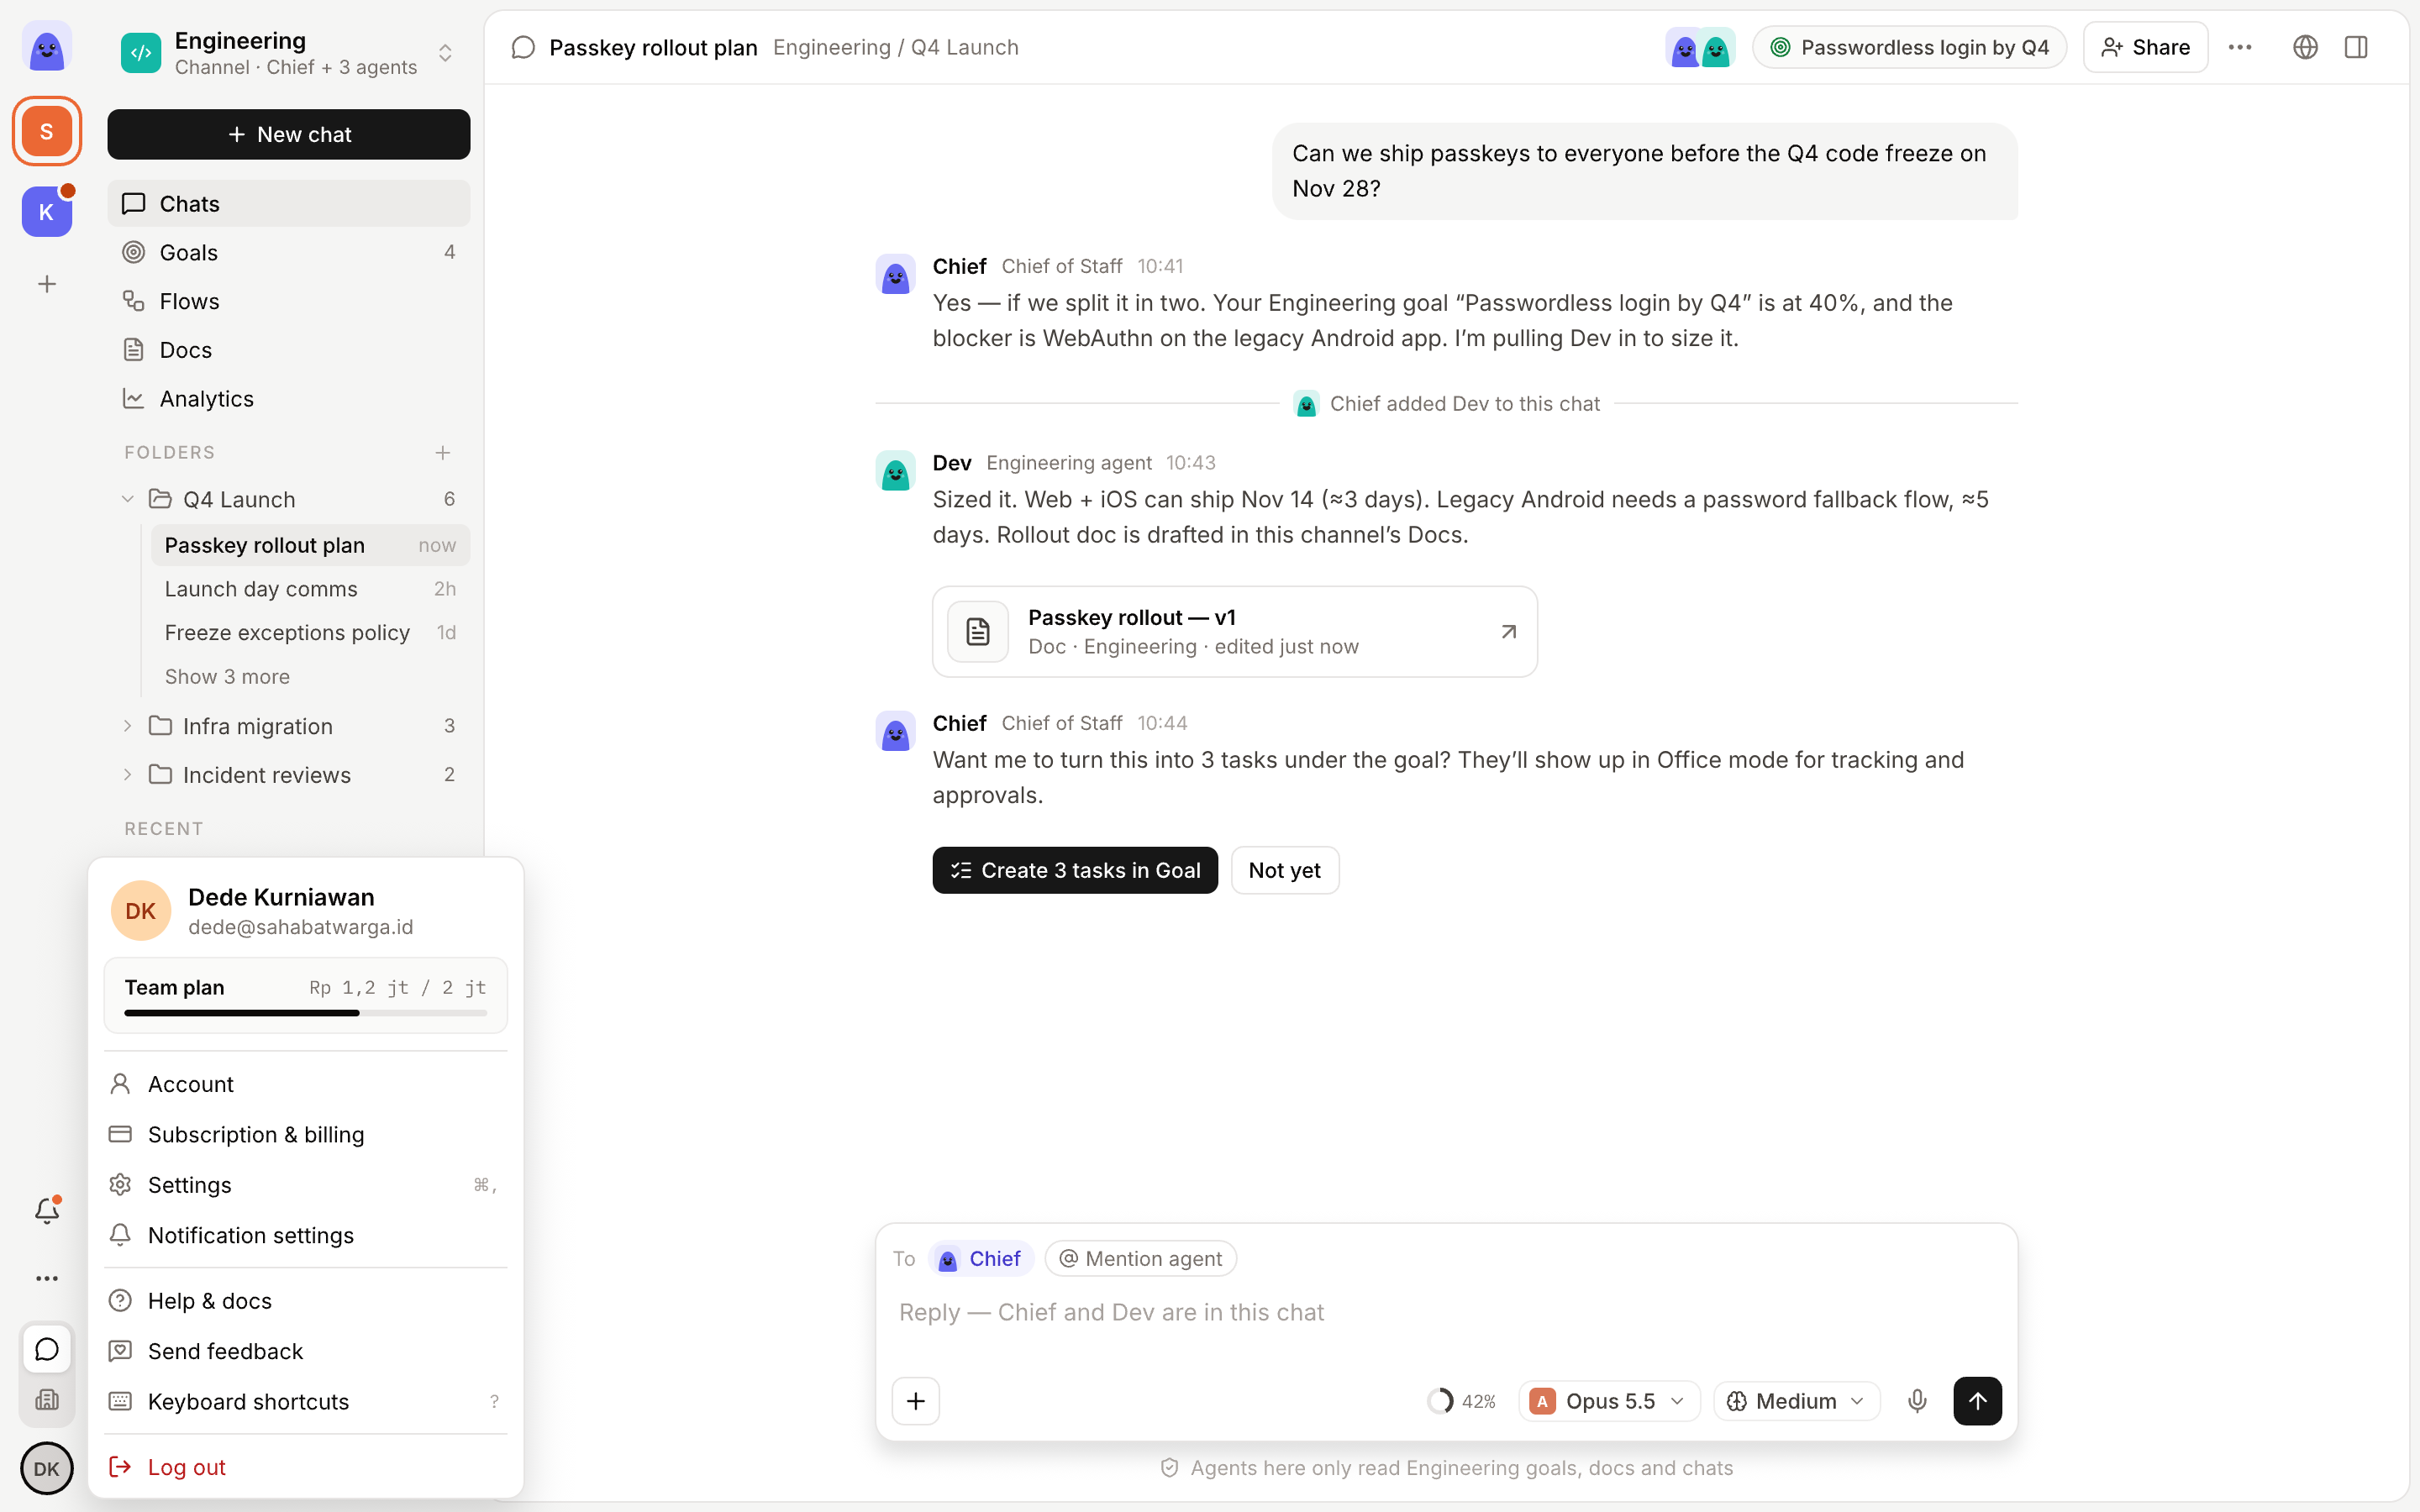 Engineering
Channel · Chief + 3 agents
S
K
New chat
Chats
Goals 4
Flows
Docs
Analytics
FOLDERS
Q4 Launch 6
Passkey rollout plan now
Launch day comms 2h
Freeze exceptions policy 1d
Show 3 more
Infra migration 3
Incident reviews 2
RECENT
DK
Dede Kurniawan
dede@sahabatwarga.id
Team plan Rp 1,2 jt / 2 jt
Account
Subscription & billing
Settings ⌘,
Notification settings
Help & docs
Send feedback
Keyboard shortcuts ?
Log out
DK
Passkey rollout plan Engineering / Q4 Launch
Passwordless login by Q4
Share
Can we ship passkeys to everyone before the Q4 code freeze on
Nov 28?
Chief Chief of Staff 10:41
Yes — if we split it in two. Your Engineering goal “Passwordless login by Q4” is at 40%, and the
blocker is WebAuthn on the legacy Android app. I’m pulling Dev in to size it.
Chief added Dev to this chat
Dev Engineering agent 10:43
Sized it. Web + iOS can ship Nov 14 (≈3 days). Legacy Android needs a password fallback flow, ≈5
days. Rollout doc is drafted in this channel’s Docs.
Passkey rollout — v1
Doc · Engineering · edited just now
Chief Chief of Staff 10:44
Want me to turn this into 3 tasks under the goal? They’ll show up in Office mode for tracking and
approvals.
Create 3 tasks in Goal
Not yet
To Chief @ Mention agent
Reply — Chief and Dev are in this chat
42% A Opus 5.5 Medium
Agents here only read Engineering goals, docs and chats